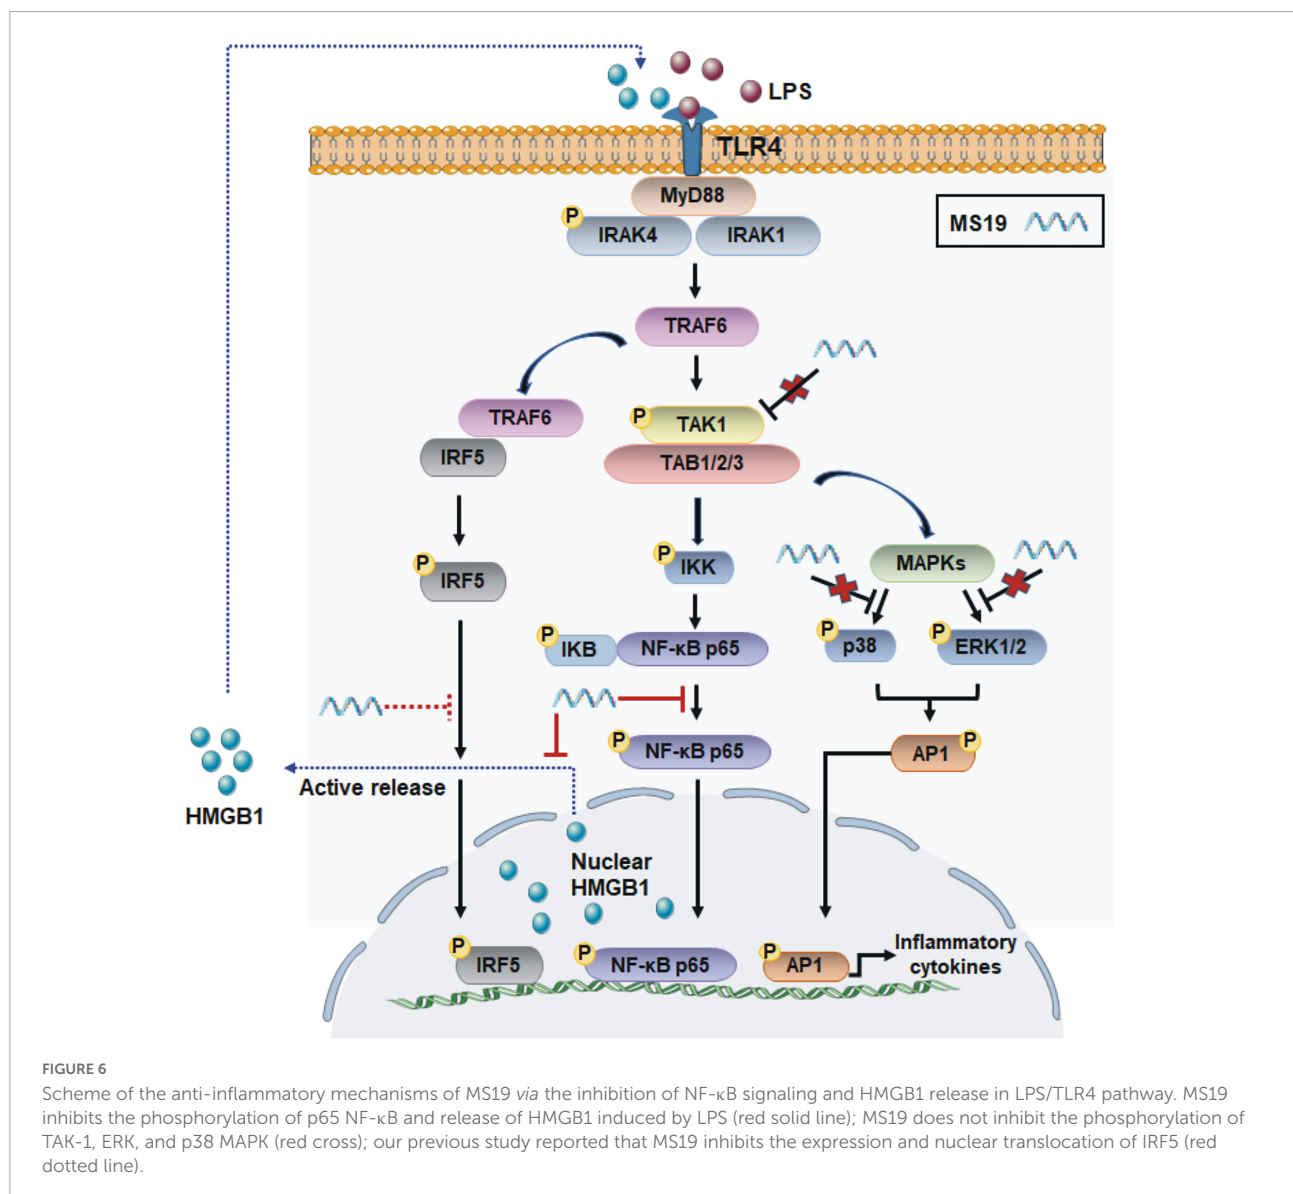 LPS
TLR4
MyD88
MS19
P
IRAK4
IRAK1
TRAF6
TRAF6
P
TAK1
IRF5
TAB1/2/3
P
IRF5
P
IKK
MAPKs
P
IKB
NF-κB p65
P
p38
P
ERK1/2
P
NF-κB p65
AP1
P
Active release
HMGB1
Nuclear
HMGB1
P
IRF5
P
NF-κB p65
P
AP1
Inflammatory
cytokines
FIGURE 6
Scheme of the anti-inflammatory mechanisms of MS19 via the inhibition of NF-κB signaling and HMGB1 release in LPS/TLR4 pathway. MS19
inhibits the phosphorylation of p65 NF-κB and release of HMGB1 induced by LPS (red solid line); MS19 does not inhibit the phosphorylation of
TAK-1, ERK, and p38 MAPK (red cross); our previous study reported that MS19 inhibits the expression and nuclear translocation of IRF5 (red
dotted line).